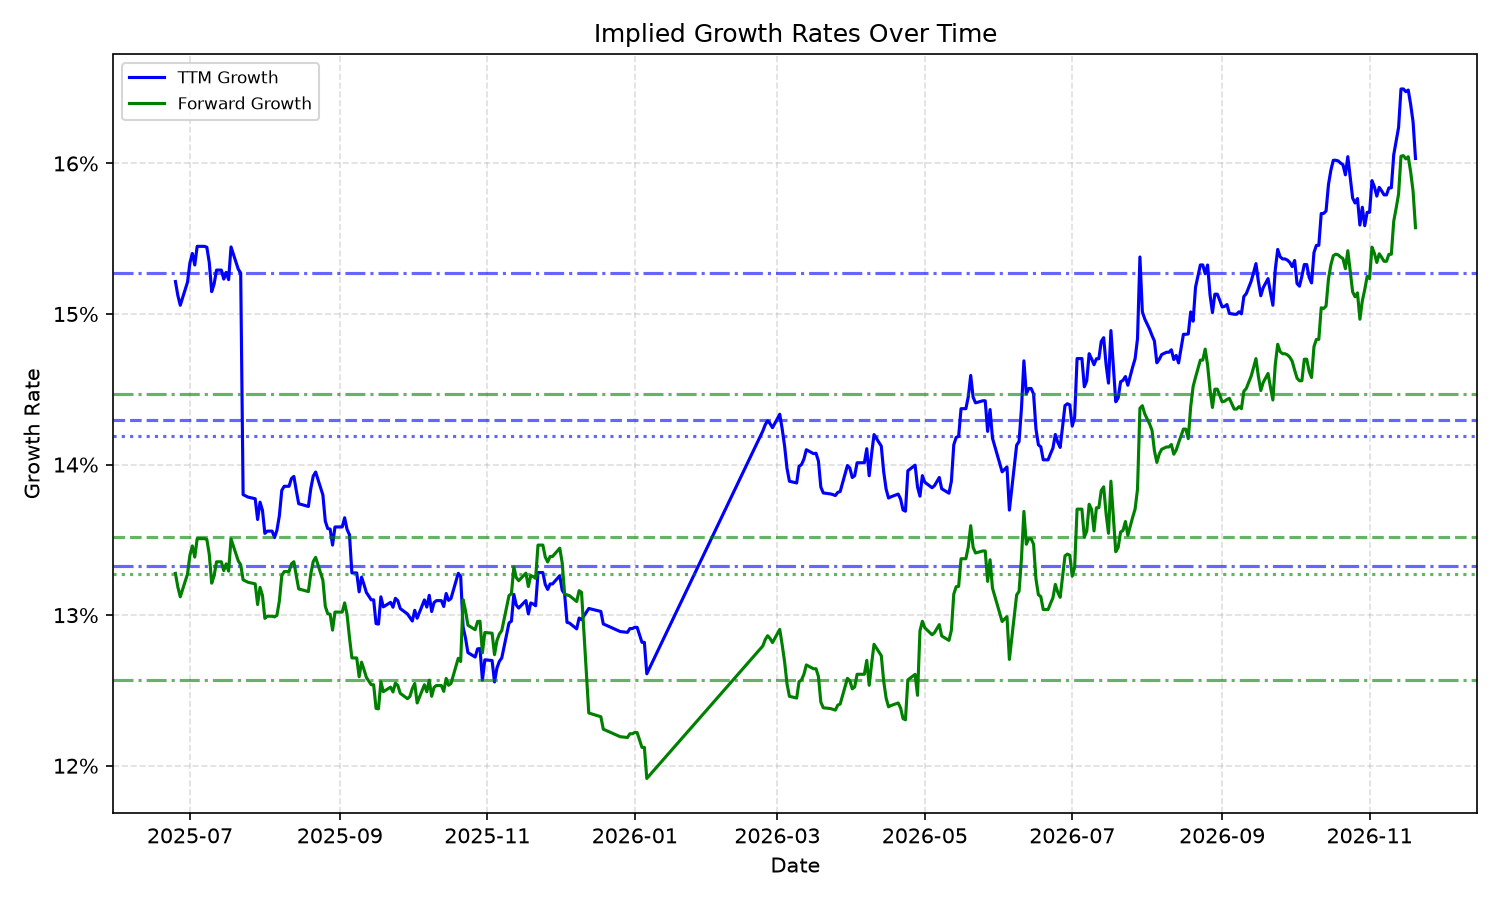 Implied Growth Rates Over Time
TTM Growth
Forward Growth
16%
15%
14%
13%
12%
Growth Rate
2025-07
2025-09
2025-11
2026-01
2026-03
2026-05
2026-07
2026-09
2026-11
Date